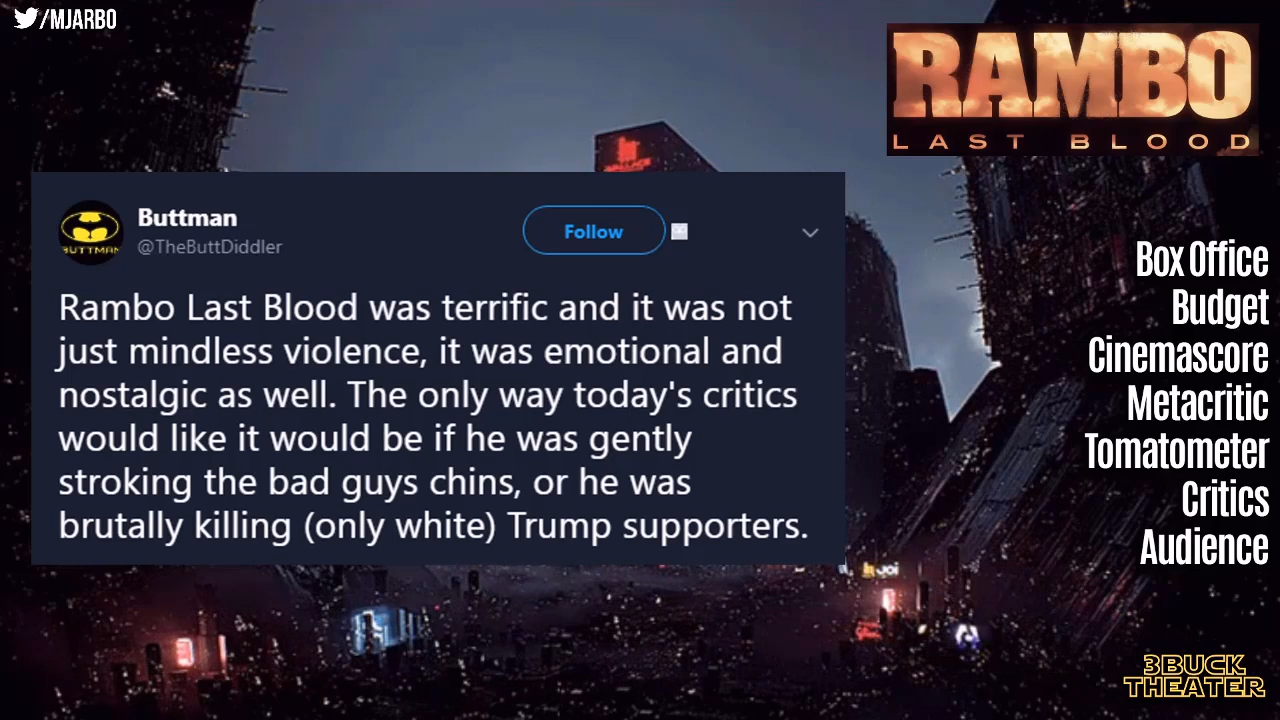 /MJARBO
RAMBO
LAST BLOOD
BUTTMAN
Buttman
@TheButtDiddler
Follow
Rambo Last Blood was terrific and it was not
just mindless violence, it was emotional and
nostalgic as well. The only way today's critics
would like it would be if he was gently
stroking the bad guys chins, or he was
brutally killing (only white) Trump supporters.
Box Office
Budget
Cinemascore
Metacritic
Tomatometer
Critics
Audience
JOI
3BUCK
THEATER